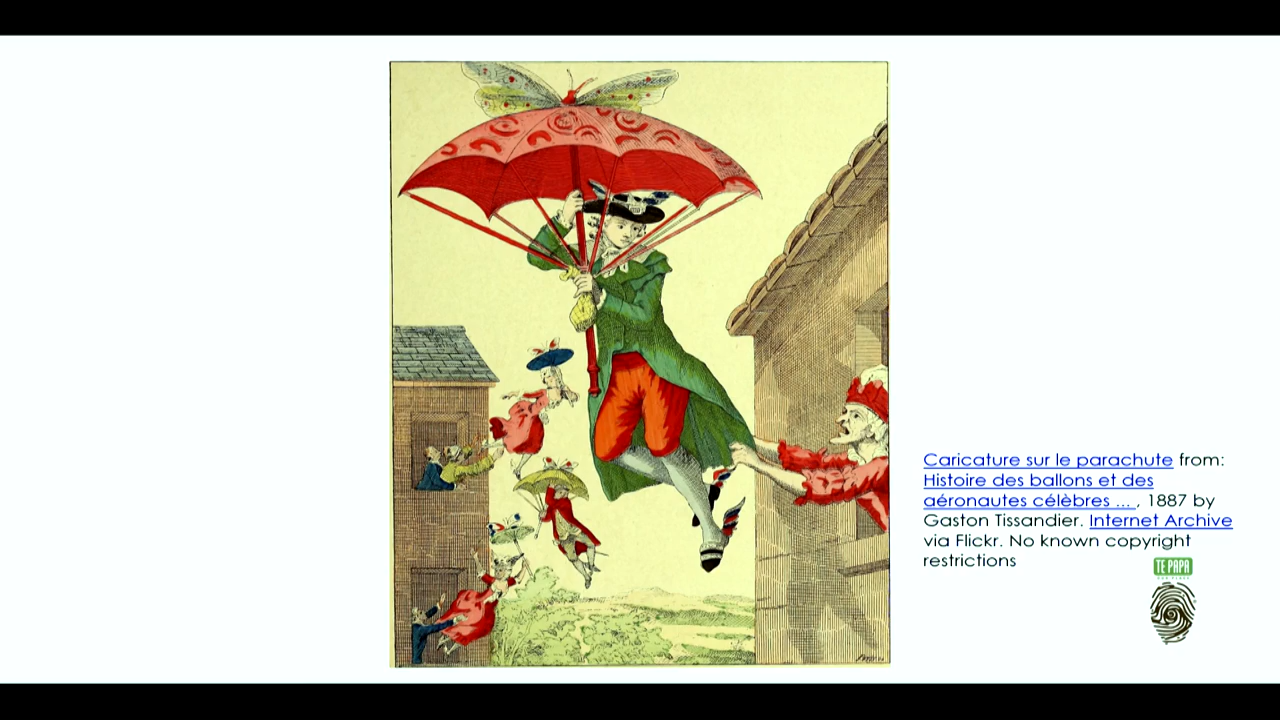 Caricature sur le parachute from:
Histoire des ballons et des
aéronautes célèbres ... , 1887 by
Gaston Tissandier. Internet Archive
via Flickr. No known copyright
restrictions
TE PAPA